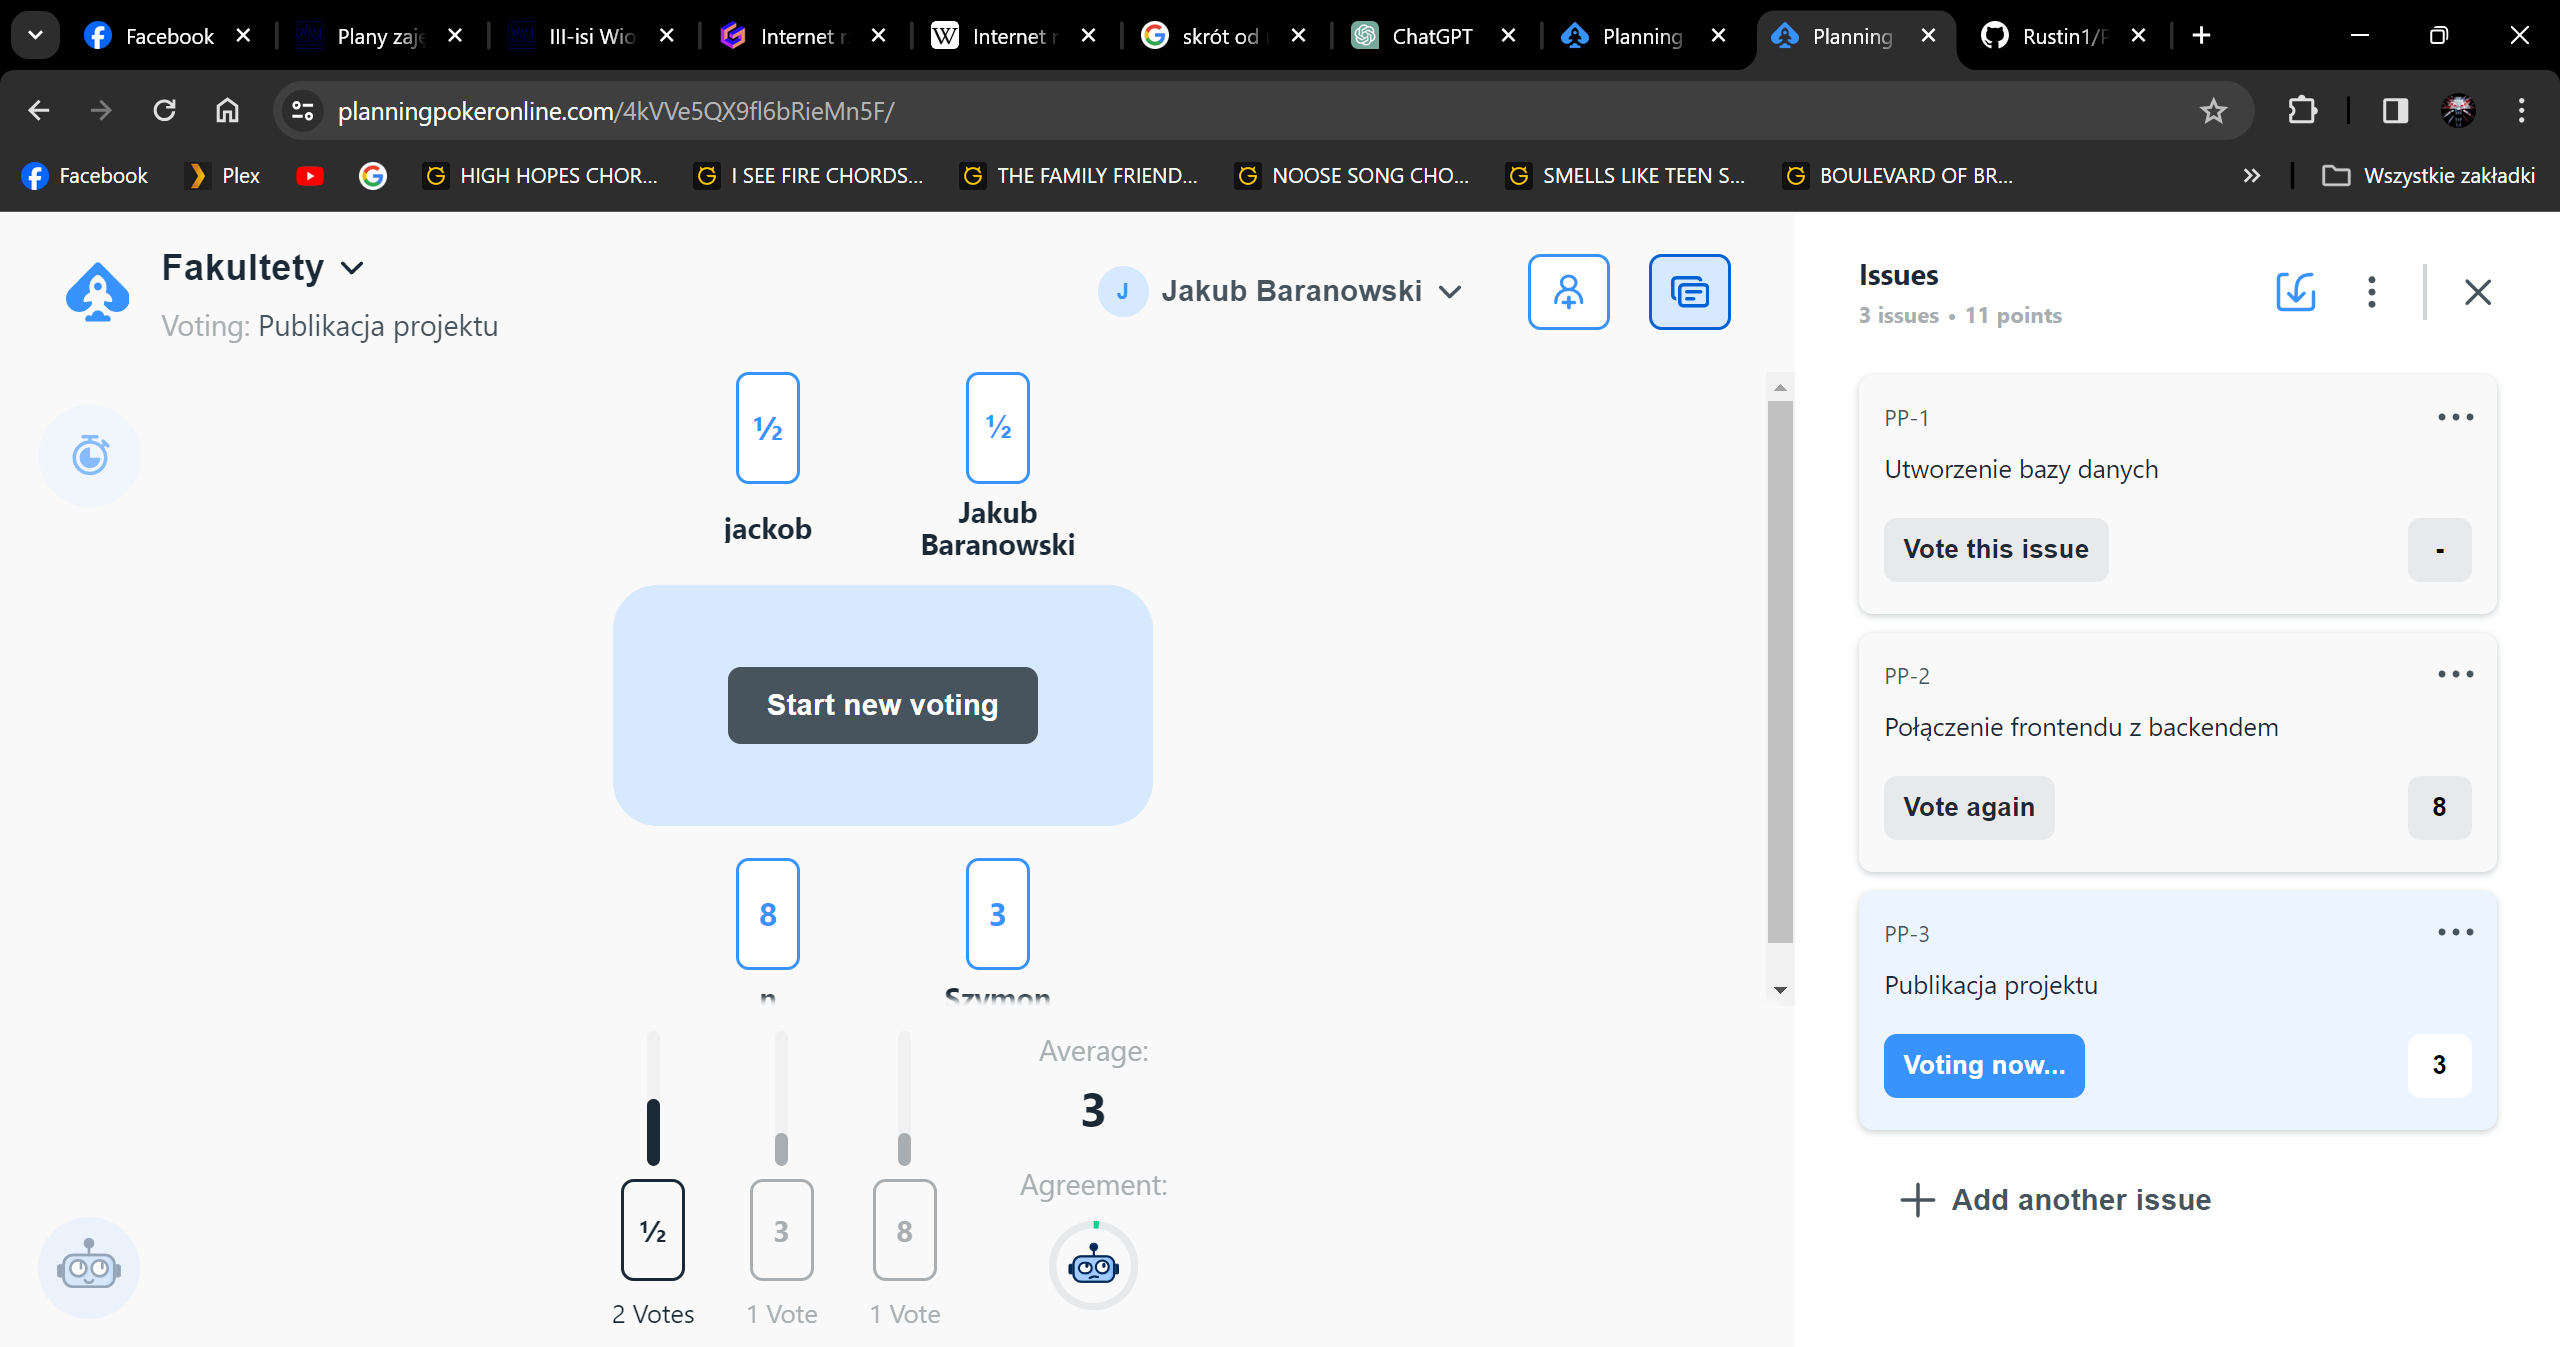 Facebook
Plany zaję
III-isi Wio
Internet r
Internet r
skrót od
ChatGPT
Planning
Planning
Rustin1/P
planningpokeronline.com/4kVVe5QX9fl6bRieMn5F/
Facebook
Plex
HIGH HOPES CHOR...
I SEE FIRE CHORDS...
THE FAMILY FRIEND...
NOOSE SONG CHO...
SMELLS LIKE TEEN S...
BOULEVARD OF BR...
Wszystkie zakładki
Fakultety
Voting: Publikacja projektu
J
Jakub Baranowski
½
½
jackob
Jakub
Baranowski
Start new voting
8
3
n
Szymon
Average:
3
Agreement:
½
3
8
2 Votes
1 Vote
1 Vote
Issues
3 issues • 11 points
PP-1
Utworzenie bazy danych
Vote this issue
-
PP-2
Połączenie frontendu z backendem
Vote again
8
PP-3
Publikacja projektu
Voting now...
3
Add another issue